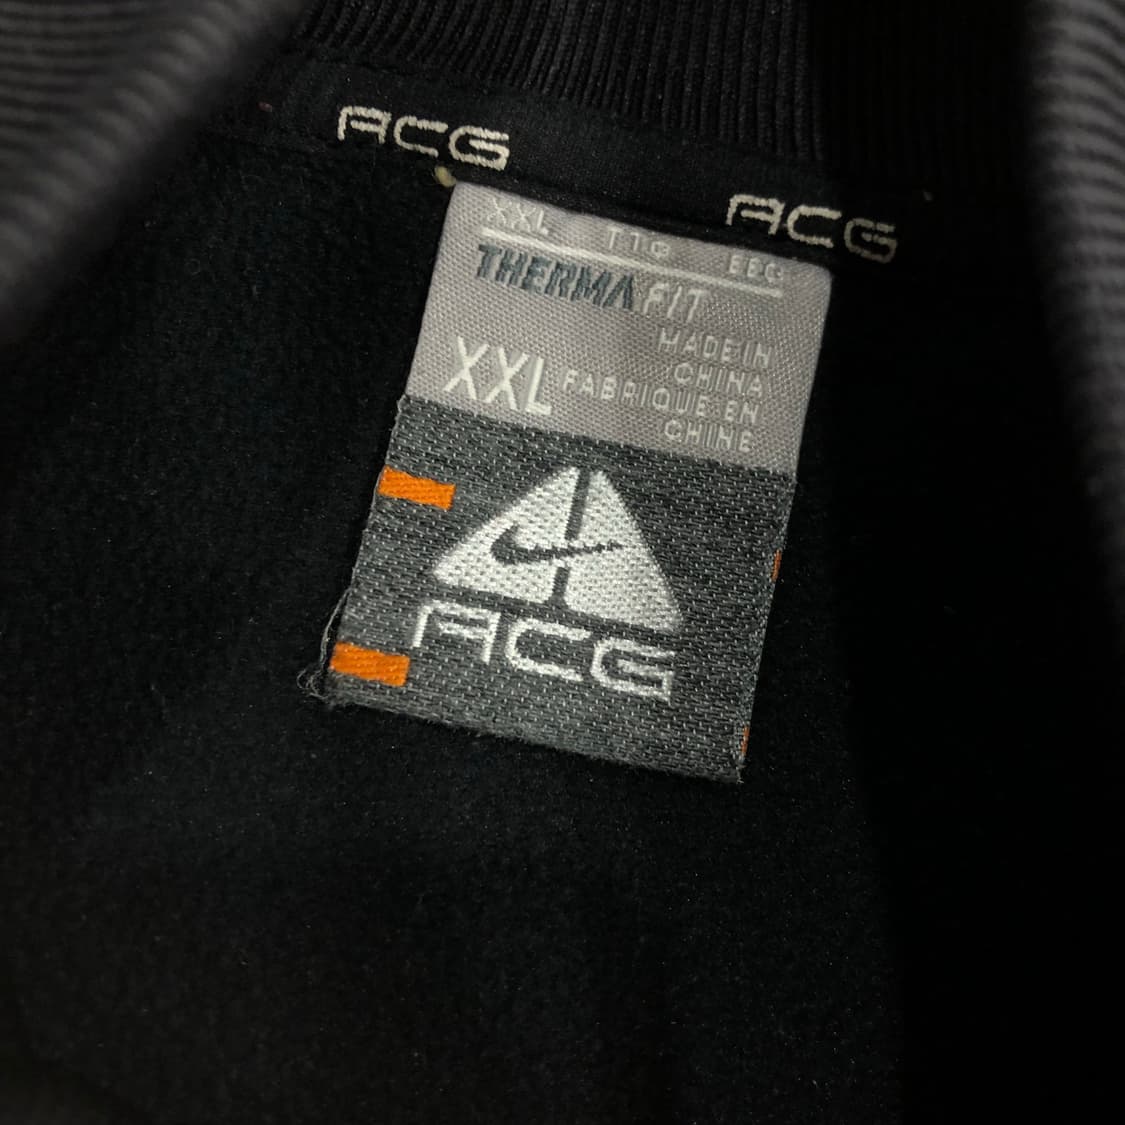 ACG
ACG
XXL
THERMA FIT
MADE IN
CHINA
XXL
FABRIQUE EN
CHINE
ACG